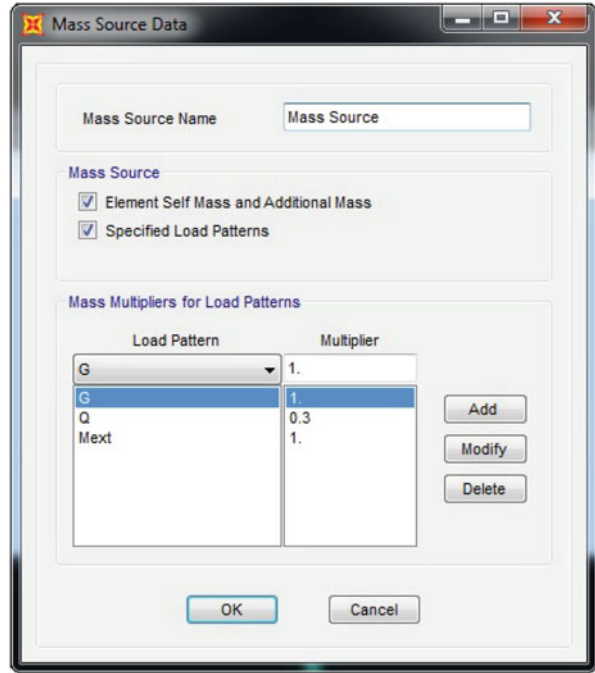 Mass Source Data
Mass Source Name Mass Source
Mass Source
Element Self Mass and Additional Mass
Specified Load Patterns
Mass Multipliers for Load Patterns
Load Pattern Multiplier
G 1.
G 1.
Q 0.3
Mext 1.
Add
Modify
Delete
OK Cancel